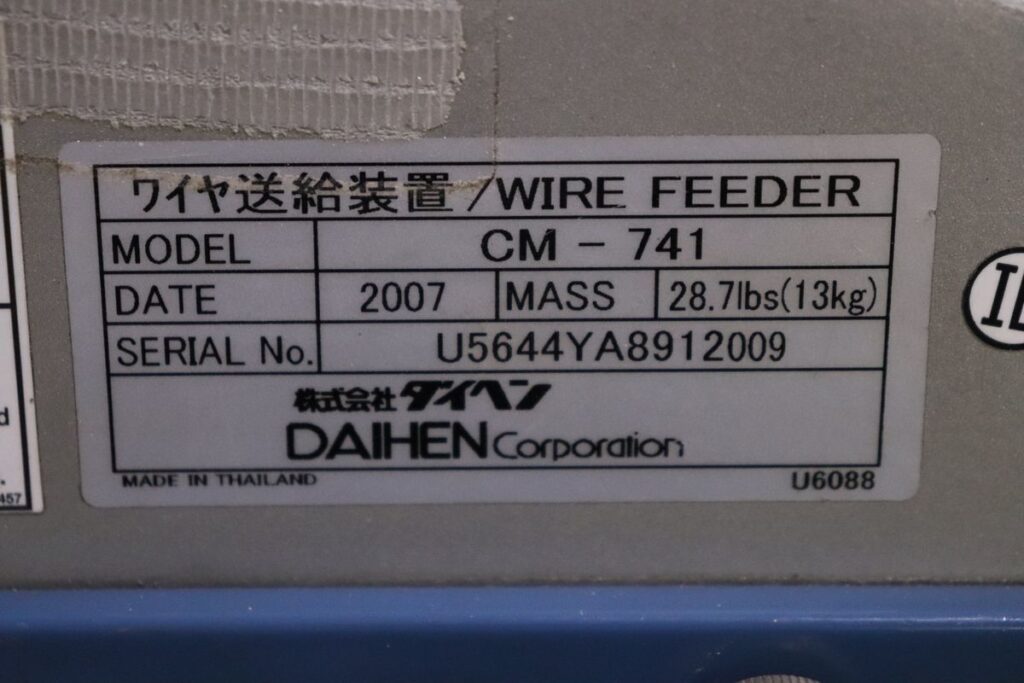 ワイヤ送給装置/WIRE FEEDER
MODEL CM - 741
DATE 2007 MASS 28.7lbs(13kg)
SERIAL No. U5644YA8912009
株式会社ダイヘン
DAIHEN Corporation
MADE IN THAILAND U6088
457